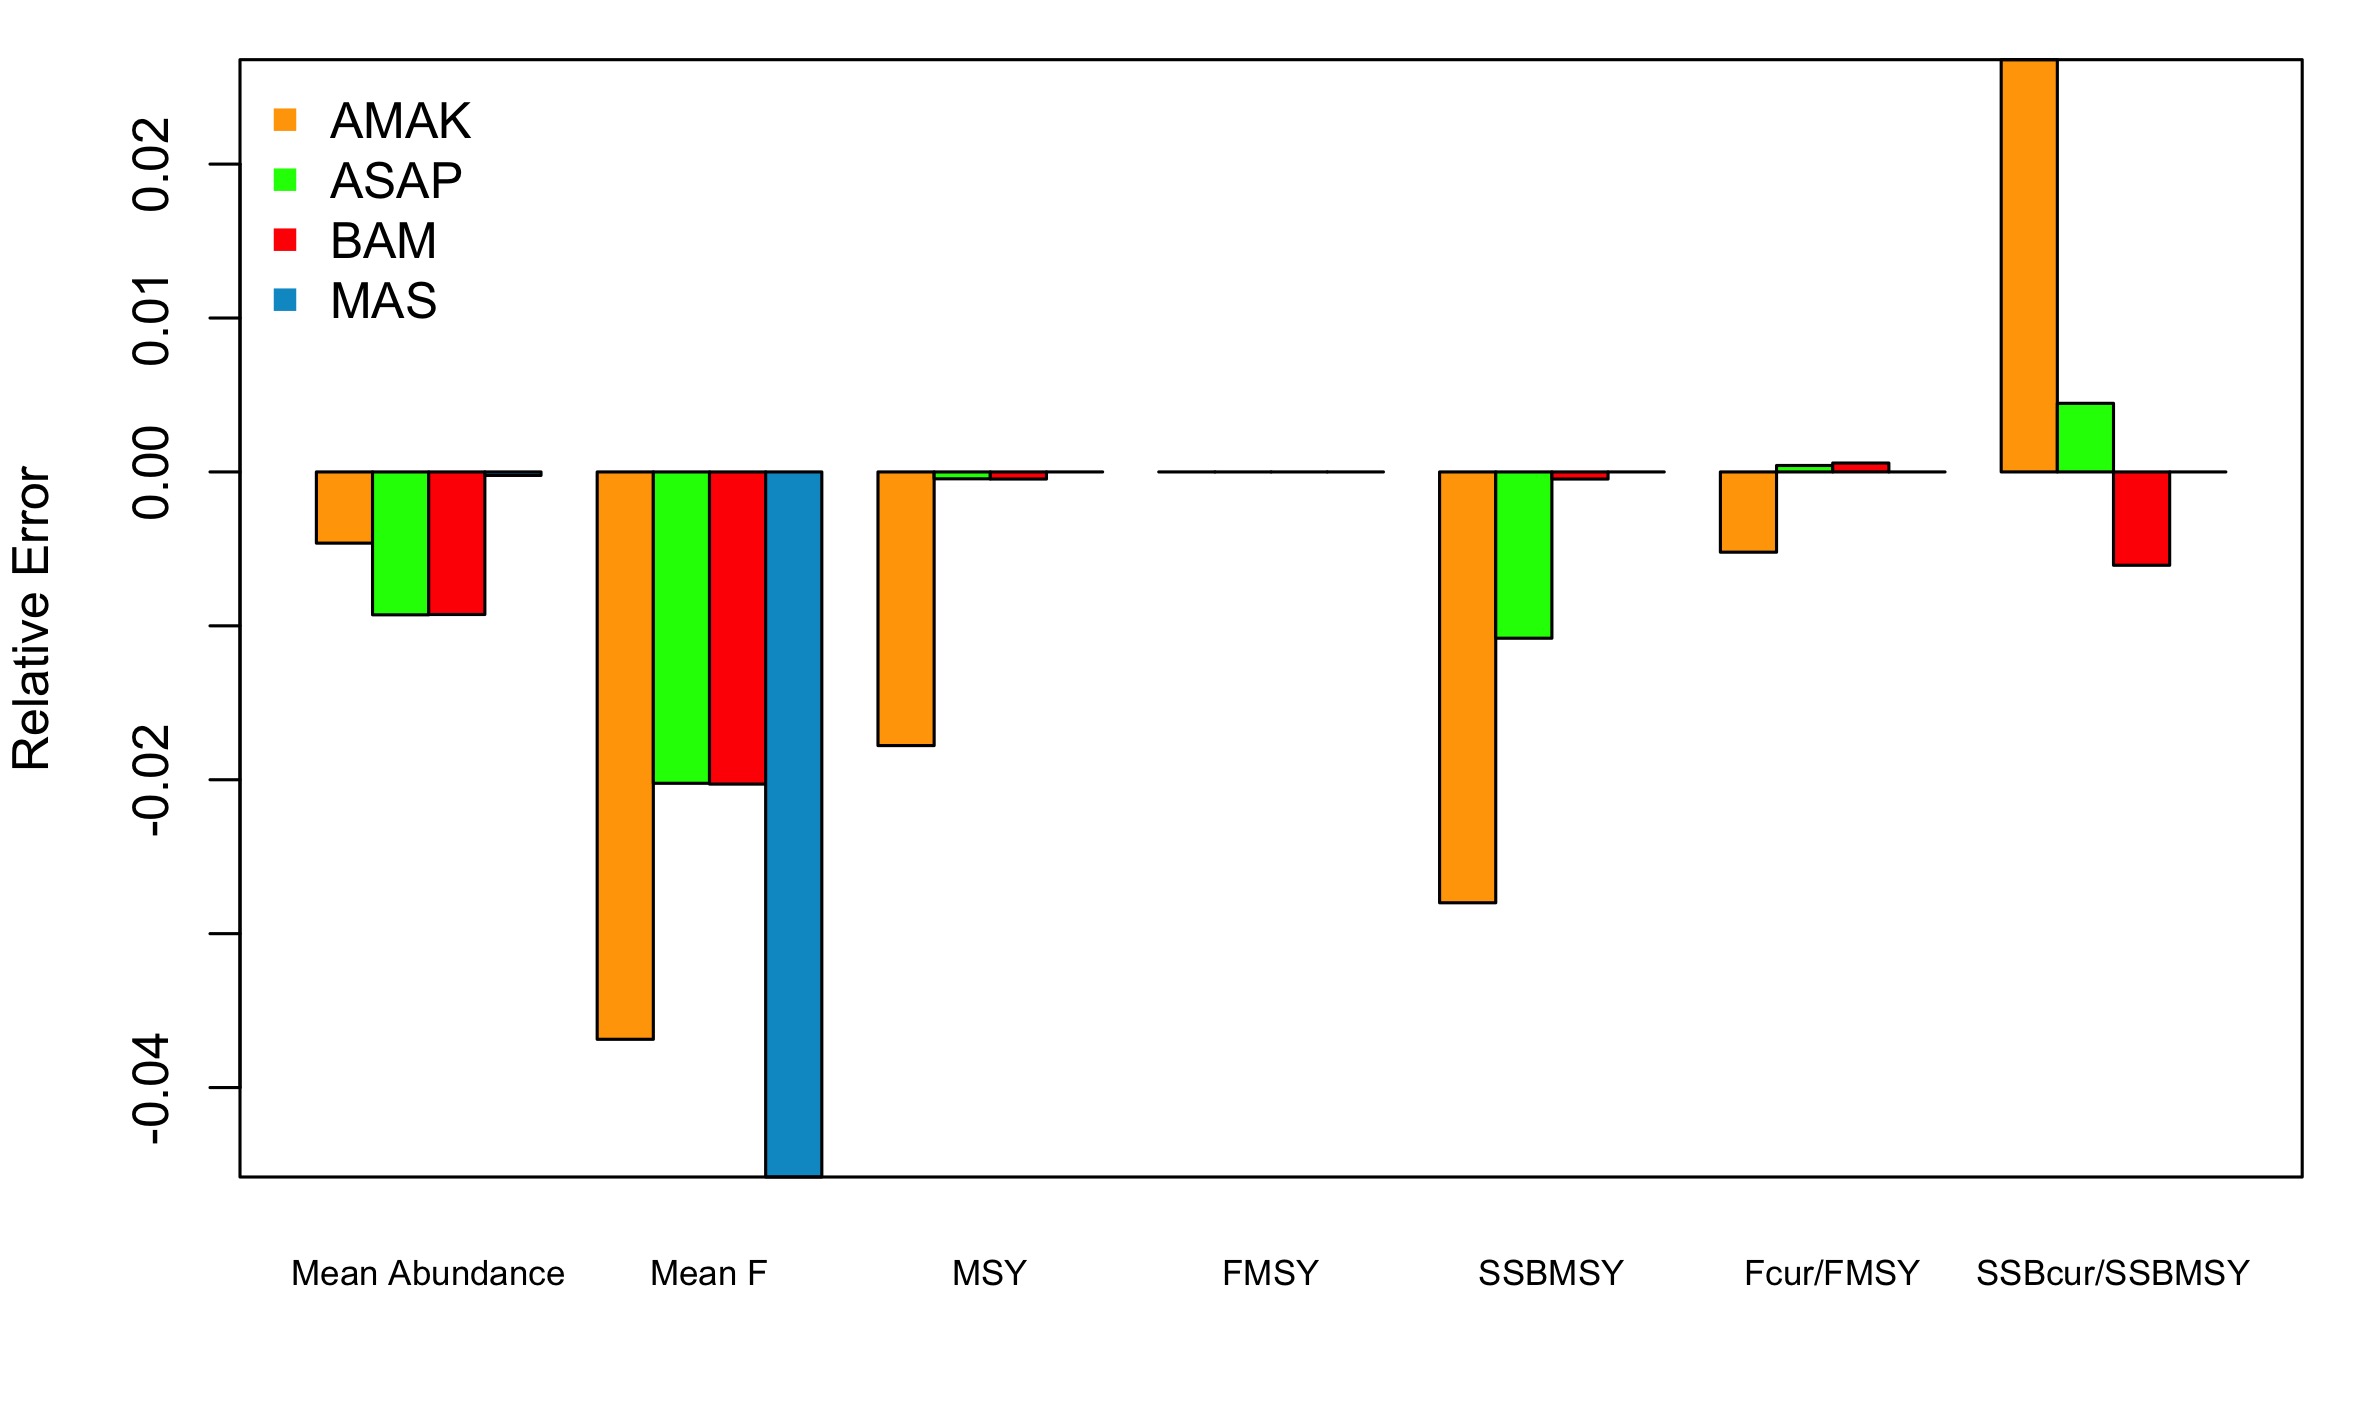 AMAK
ASAP
BAM
MAS
Relative Error
0.02
0.01
0.00
-0.02
-0.04
Mean Abundance
Mean F
MSY
FMSY
SSBMSY
Fcur/FMSY
SSBcur/SSBMSY